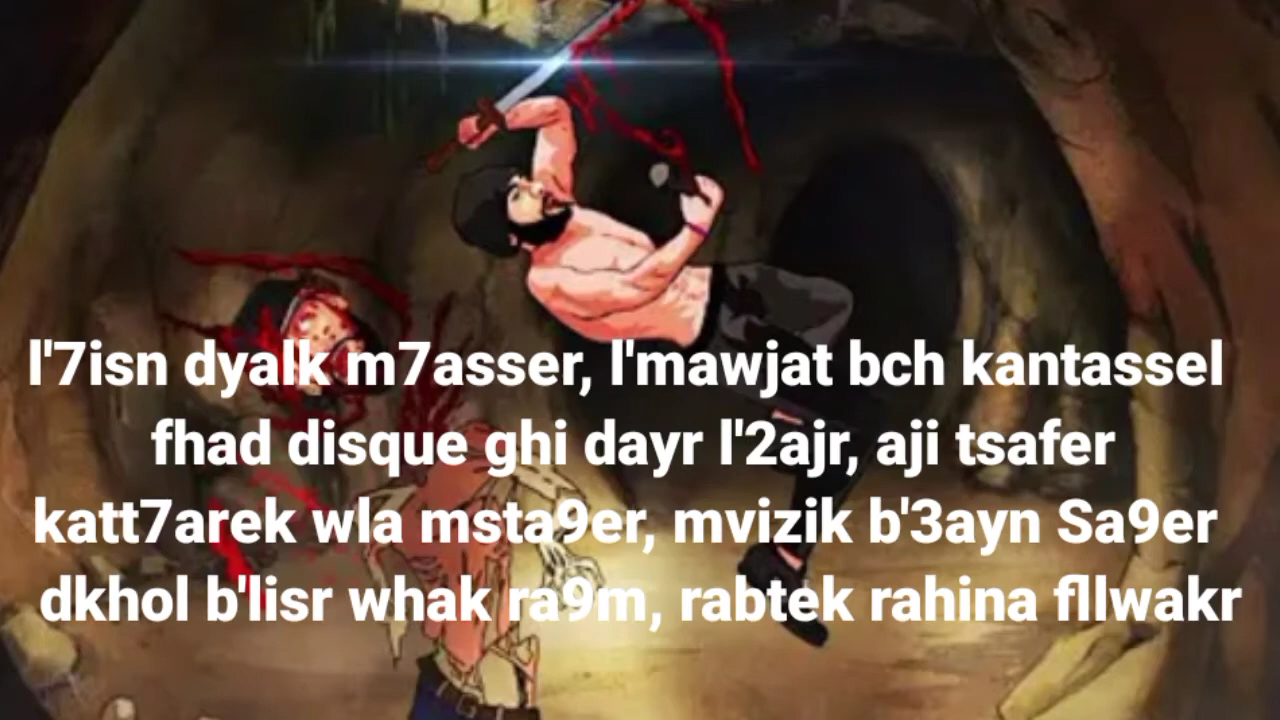 l'7isn dyalk m7asser, l'mawjat bch kantassel
fhad disque ghi dayr l'2ajr, aji tsafer
katt7arek wla msta9er, mvizik b'3ayn Sa9er
dkhol b'lisr whak ra9m, rabtek rahina fllwakr